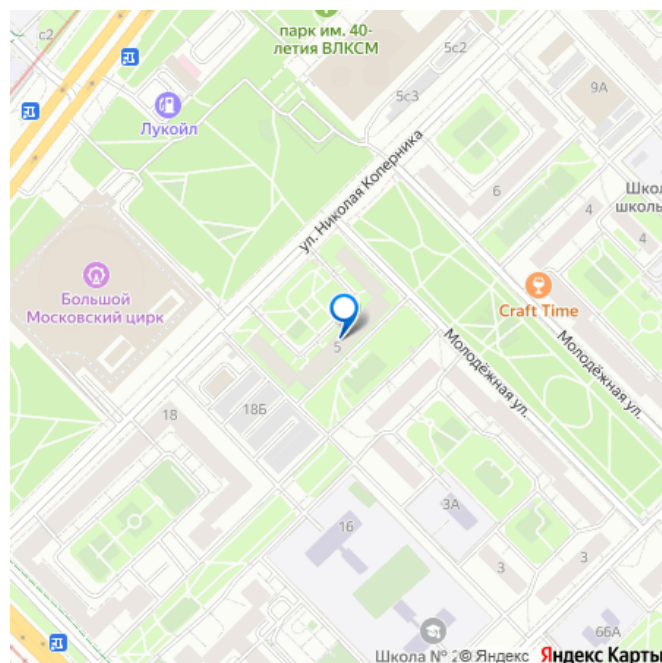 с2
парк им. 40-
летия ВЛКСМ
5с2
5с3
9А
Лукойл
ул. Николая Коперника
6
Школ
школь
4
4
Большой
Московский цирк
Craft Time
5
Молодёжная ул.
Молодёжная ул.
18
18Б
16
3А
3
3
66А
Школа № 2
© Яндекс Яндекс Карты